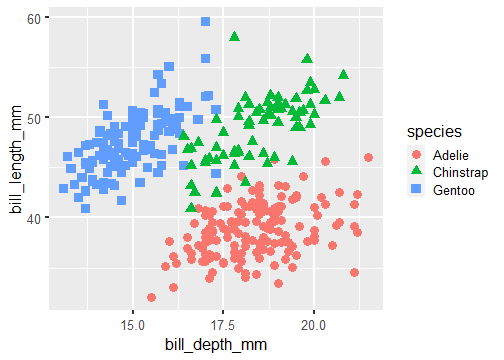 60
50
40
bill_length_mm
15.0
17.5
20.0
bill_depth_mm
species
Adelie
Chinstrap
Gentoo